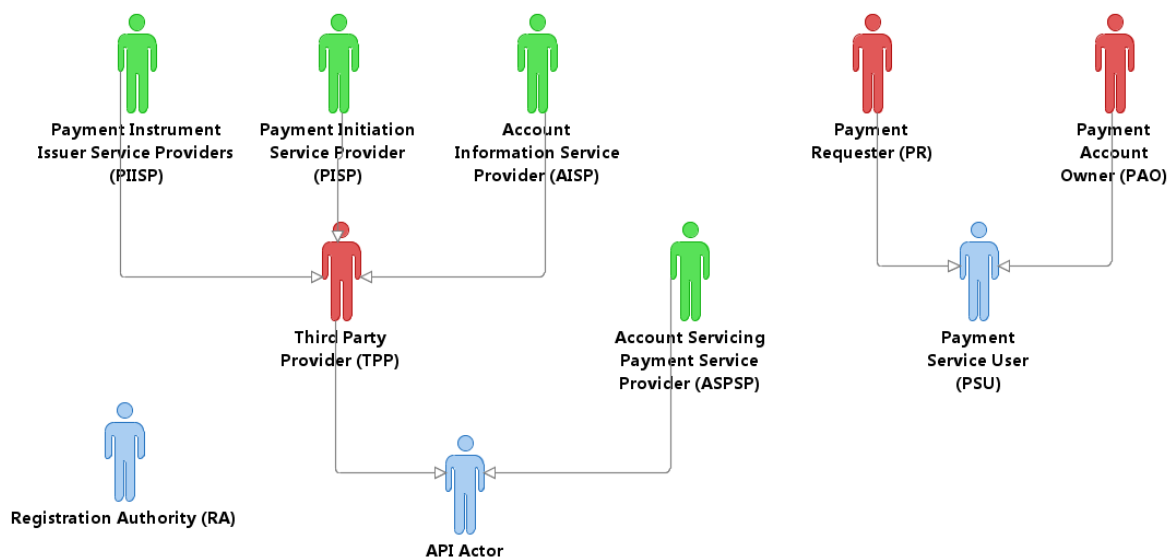 Payment Instrument
Issuer Service Providers
(PIISP)
Payment Initiation
Service Provider
(PISP)
Account
Information Service
Provider (AISP)
Payment
Requester (PR)
Payment
Account
Owner (PAO)
Third Party
Provider (TPP)
Account Servicing
Payment Service
Provider (ASPSP)
Payment
Service User
(PSU)
Registration Authority (RA)
API Actor